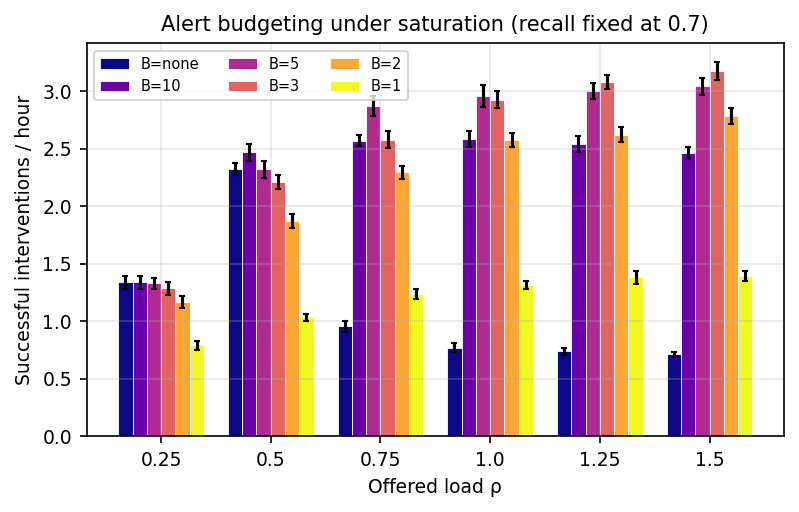 Alert budgeting under saturation (recall fixed at 0.7)
B=none B=5 B=2
B=10 B=3 B=1
Successful interventions / hour
3.0
2.5
2.0
1.5
1.0
0.5
0.0
0.25 0.5 0.75 1.0 1.25 1.5
Offered load ρ